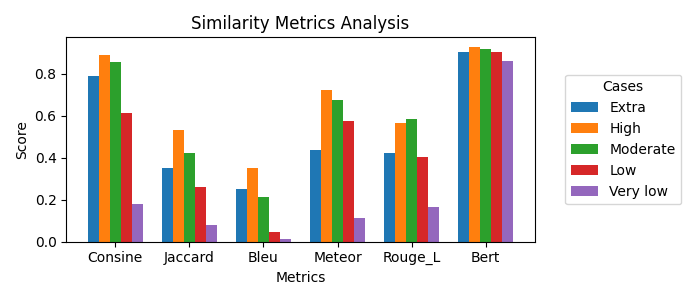 Similarity Metrics Analysis
Score
0.8
0.6
0.4
0.2
0.0
Consine Jaccard Bleu Meteor Rouge_L Bert
Metrics
Cases
Extra
High
Moderate
Low
Very low